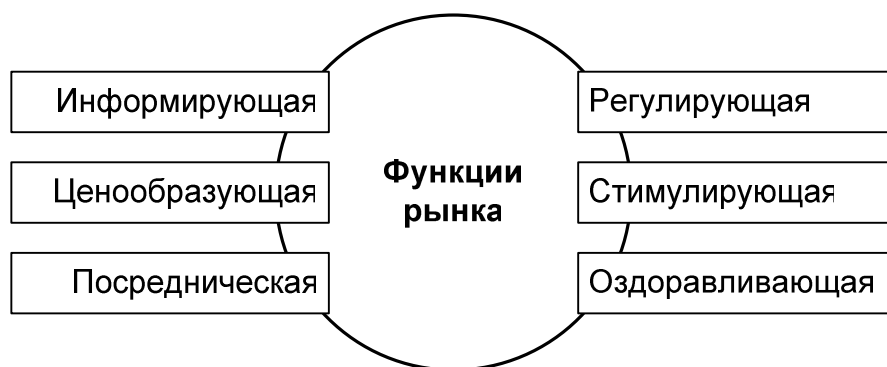 Информирующая
Ценообразующая
Посредническая
Функции
рынка
Регулирующая
Стимулирующая
Оздоравливающая